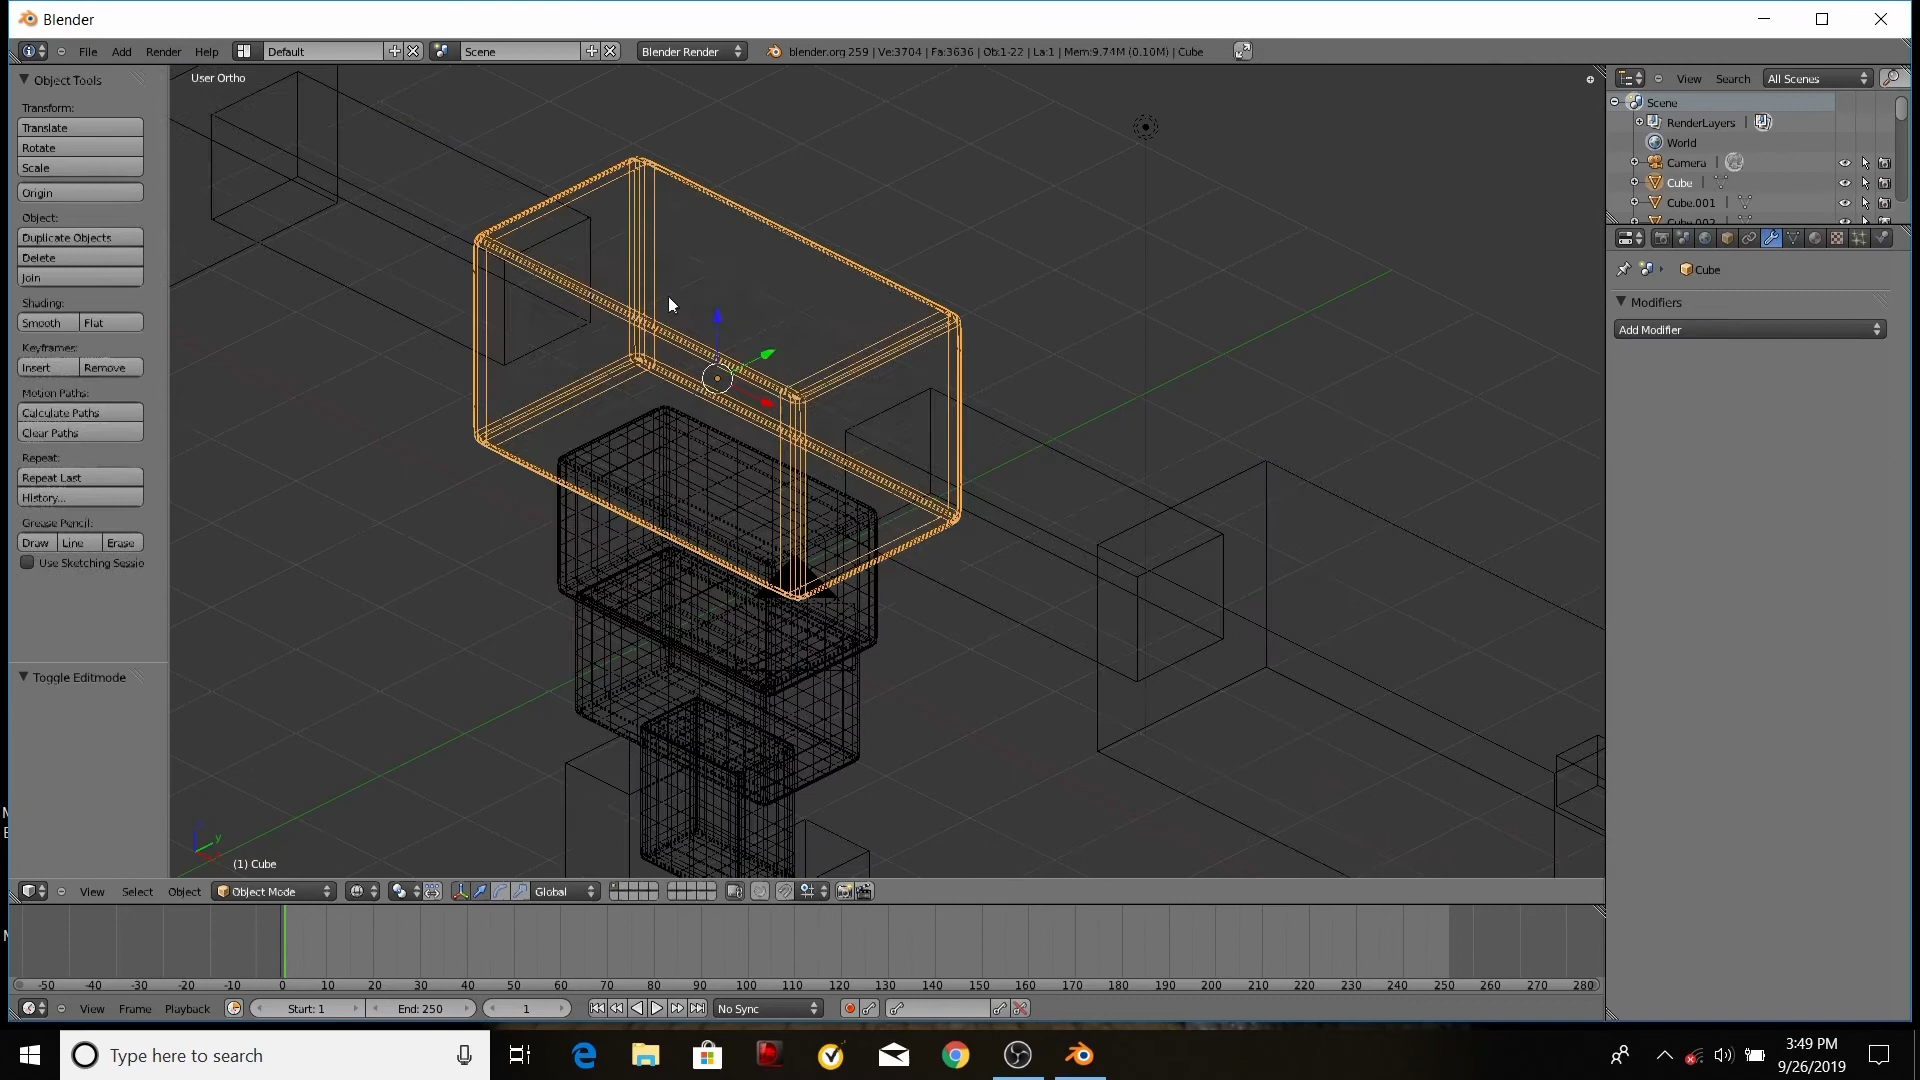 Blender
File Add Render Help Default Scene Blender Render blender.org 259 | Ve:3704 | Fa:3636 | Ob:1-22 | La:1 | Mem:9.74M (0.10M) | Cube
Object Tools
User Ortho
View Search All Scenes
Scene
Transform:
RenderLayers |
Translate
World
Rotate
Camera |
Scale
Cube |
Origin
Cube.001 |
Object:
Cube.002
Duplicate Objects
Delete
Cube
Join
Shading:
Modifiers
Smooth Flat
Add Modifier
Keyframes:
Insert Remove
Motion Paths:
Calculate Paths
Clear Paths
Repeat:
Repeat Last
History...
Grease Pencil:
Draw Line Erase
Use Sketching Sessio
Toggle Editmode
y
(1) Cube
View Select Object Object Mode Global
-50 -40 -30 -20 -10 0 10 20 30 40 50 60 70 80 90 100 110 120 130 140 150 160 170 180 190 200 210 220 230 240 250 260 270 280
View Frame Playback Start: 1 End: 250 1 No Sync
Type here to search
3:49 PM
9/26/2019